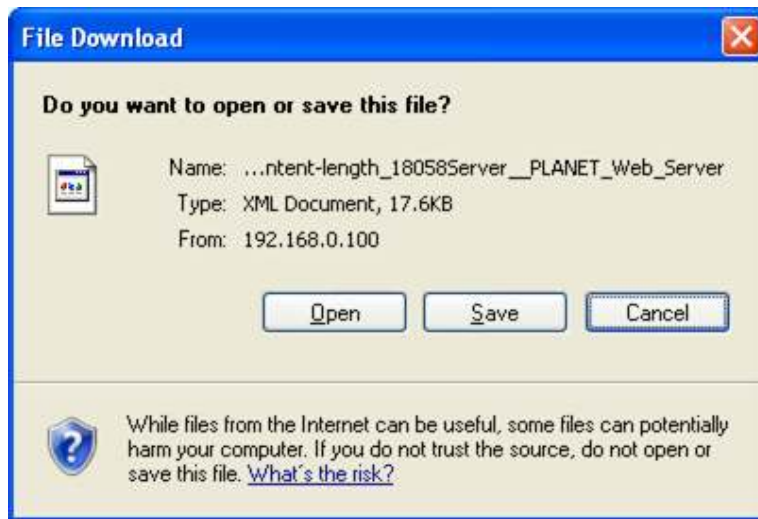 File Download
Do you want to open or save this file?
Name: ...ntent-length_18058Server__PLANET_Web_Server
Type: XML Document, 17.6KB
From: 192.168.0.100
Open Save Cancel
While files from the Internet can be useful, some files can potentially
harm your computer. If you do not trust the source, do not open or
save this file. What's the risk?